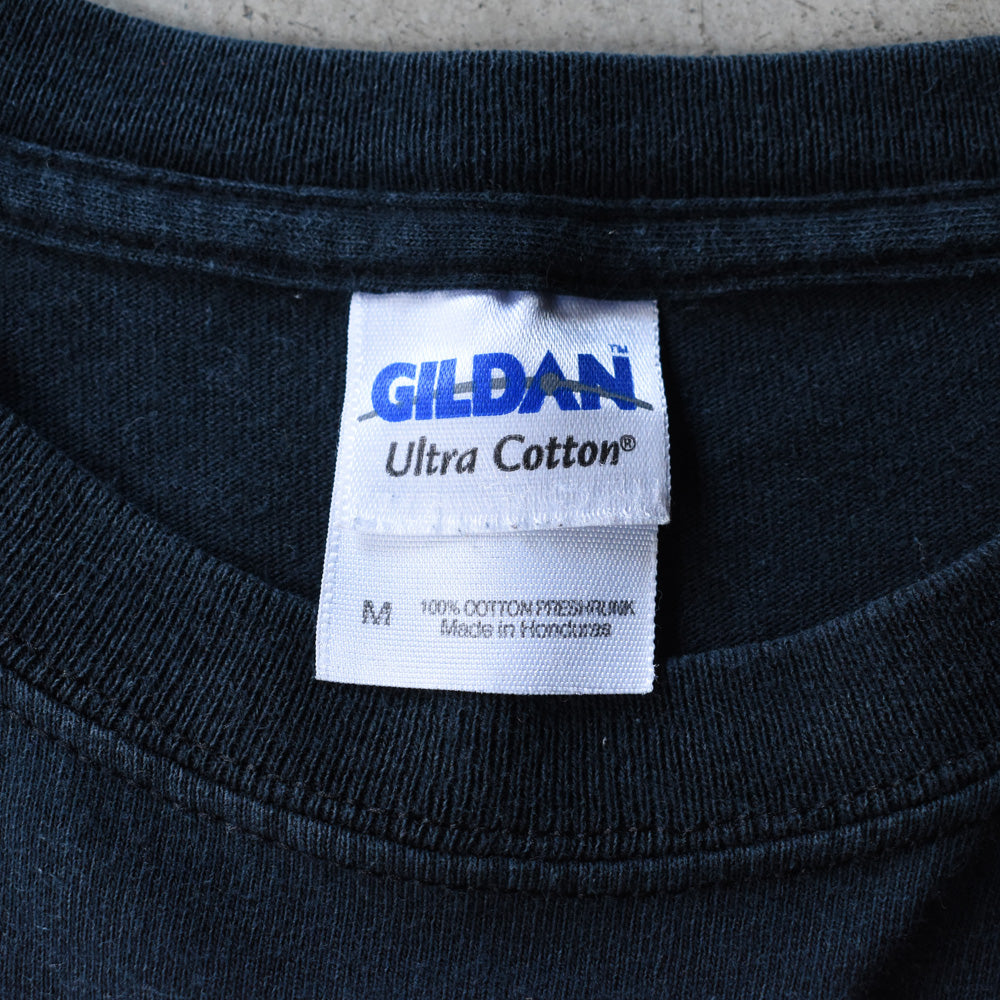 GILDAN™
Ultra Cotton®
M 100% COTTON PRESHRUNK
Made in Honduras